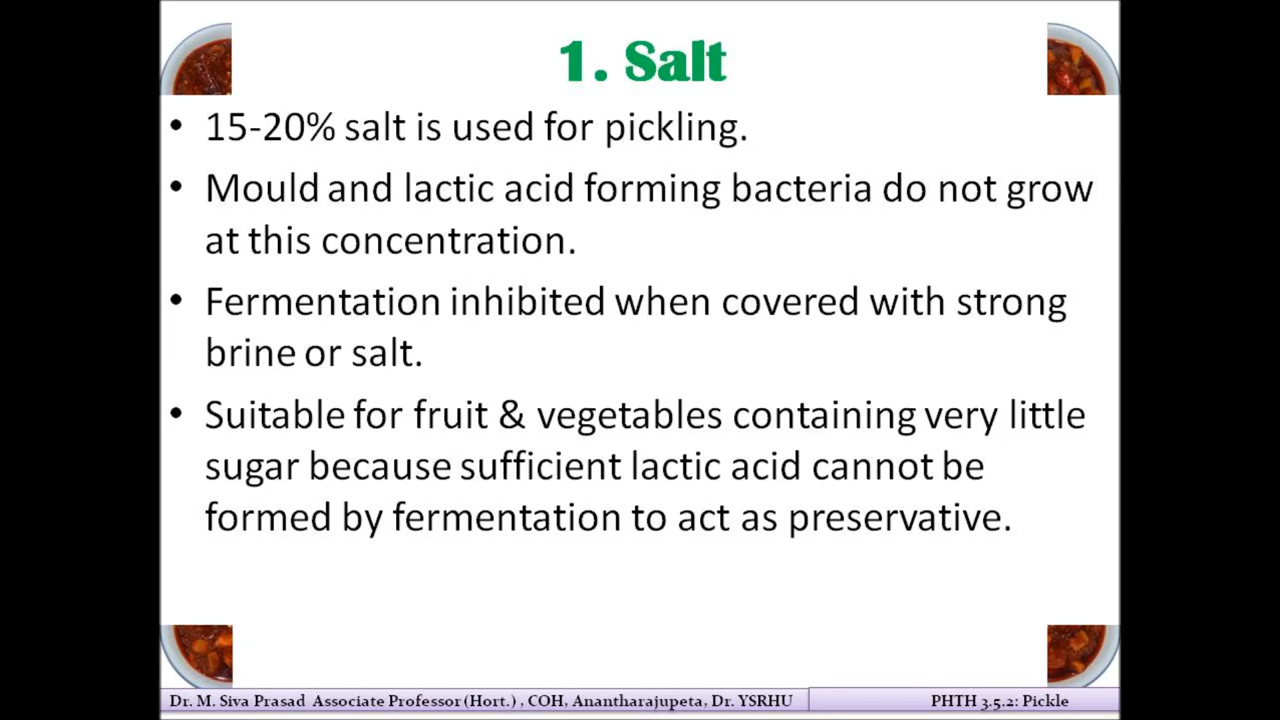 1. Salt
• 15-20% salt is used for pickling.
• Mould and lactic acid forming bacteria do not grow
at this concentration.
• Fermentation inhibited when covered with strong
brine or salt.
• Suitable for fruit & vegetables containing very little
sugar because sufficient lactic acid cannot be
formed by fermentation to act as preservative.
Dr. M. Siva Prasad Associate Professor (Hort.) , COH, Anantharajupeta, Dr. YSRHU
PHTH 3.5.2: Pickle